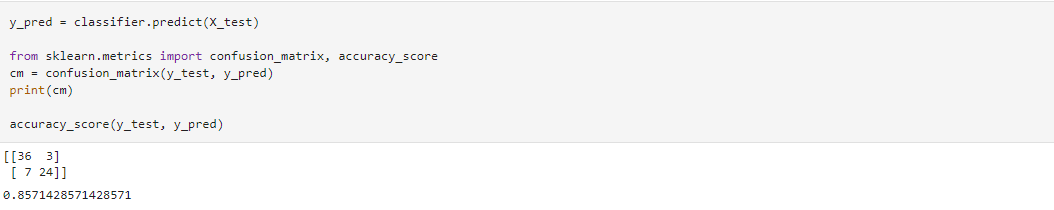 y_pred = classifier.predict(X_test)
from sklearn.metrics import confusion_matrix, accuracy_score
cm = confusion_matrix(y_test, y_pred)
print(cm)
accuracy_score(y_test, y_pred)
[[36  3]
 [ 7 24]]
0.8571428571428571